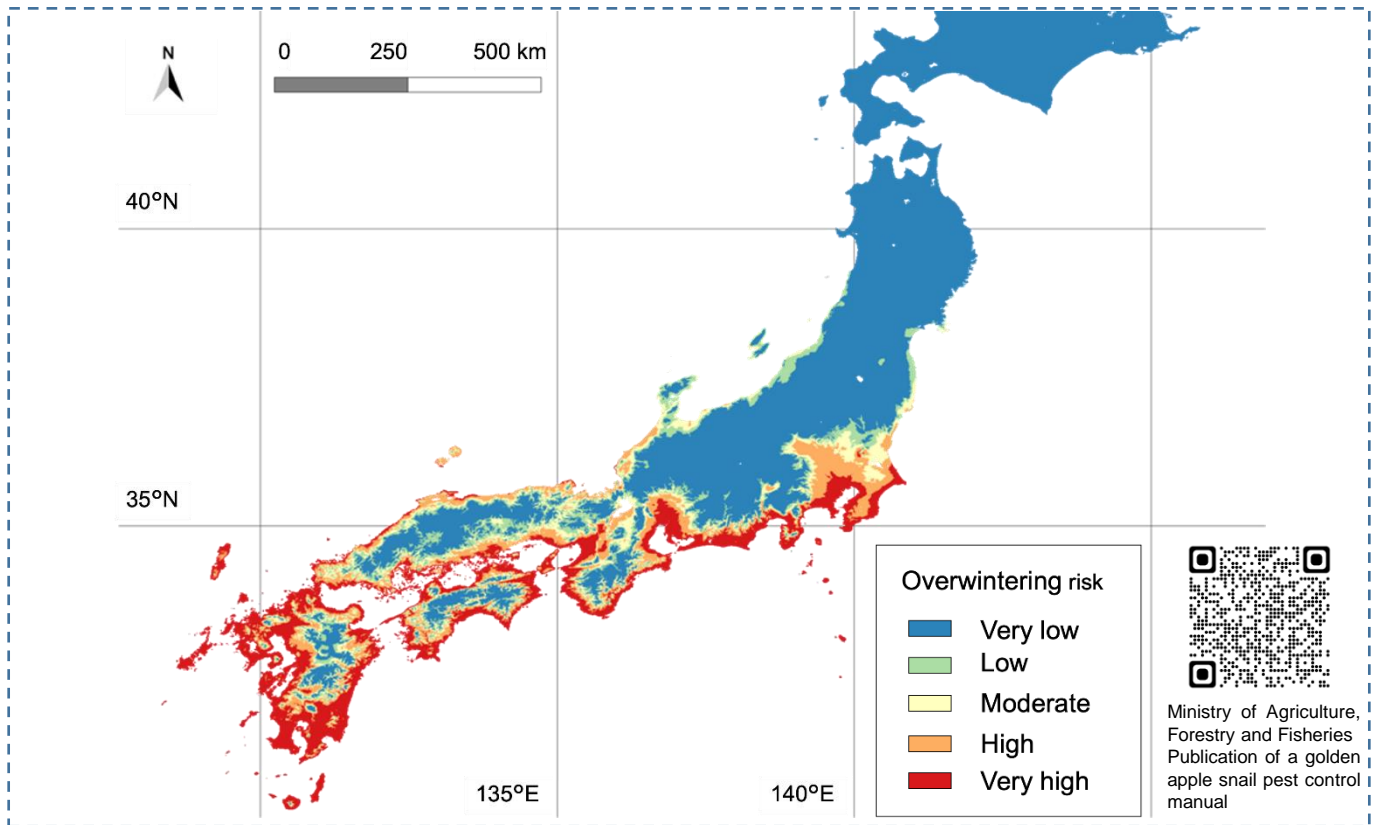 N
0 250 500 km
40°N
35°N
135°E
140°E
Overwintering risk
Very low
Low
Moderate
High
Very high
Ministry of Agriculture,
Forestry and Fisheries
Publication of a golden
apple snail pest control
manual